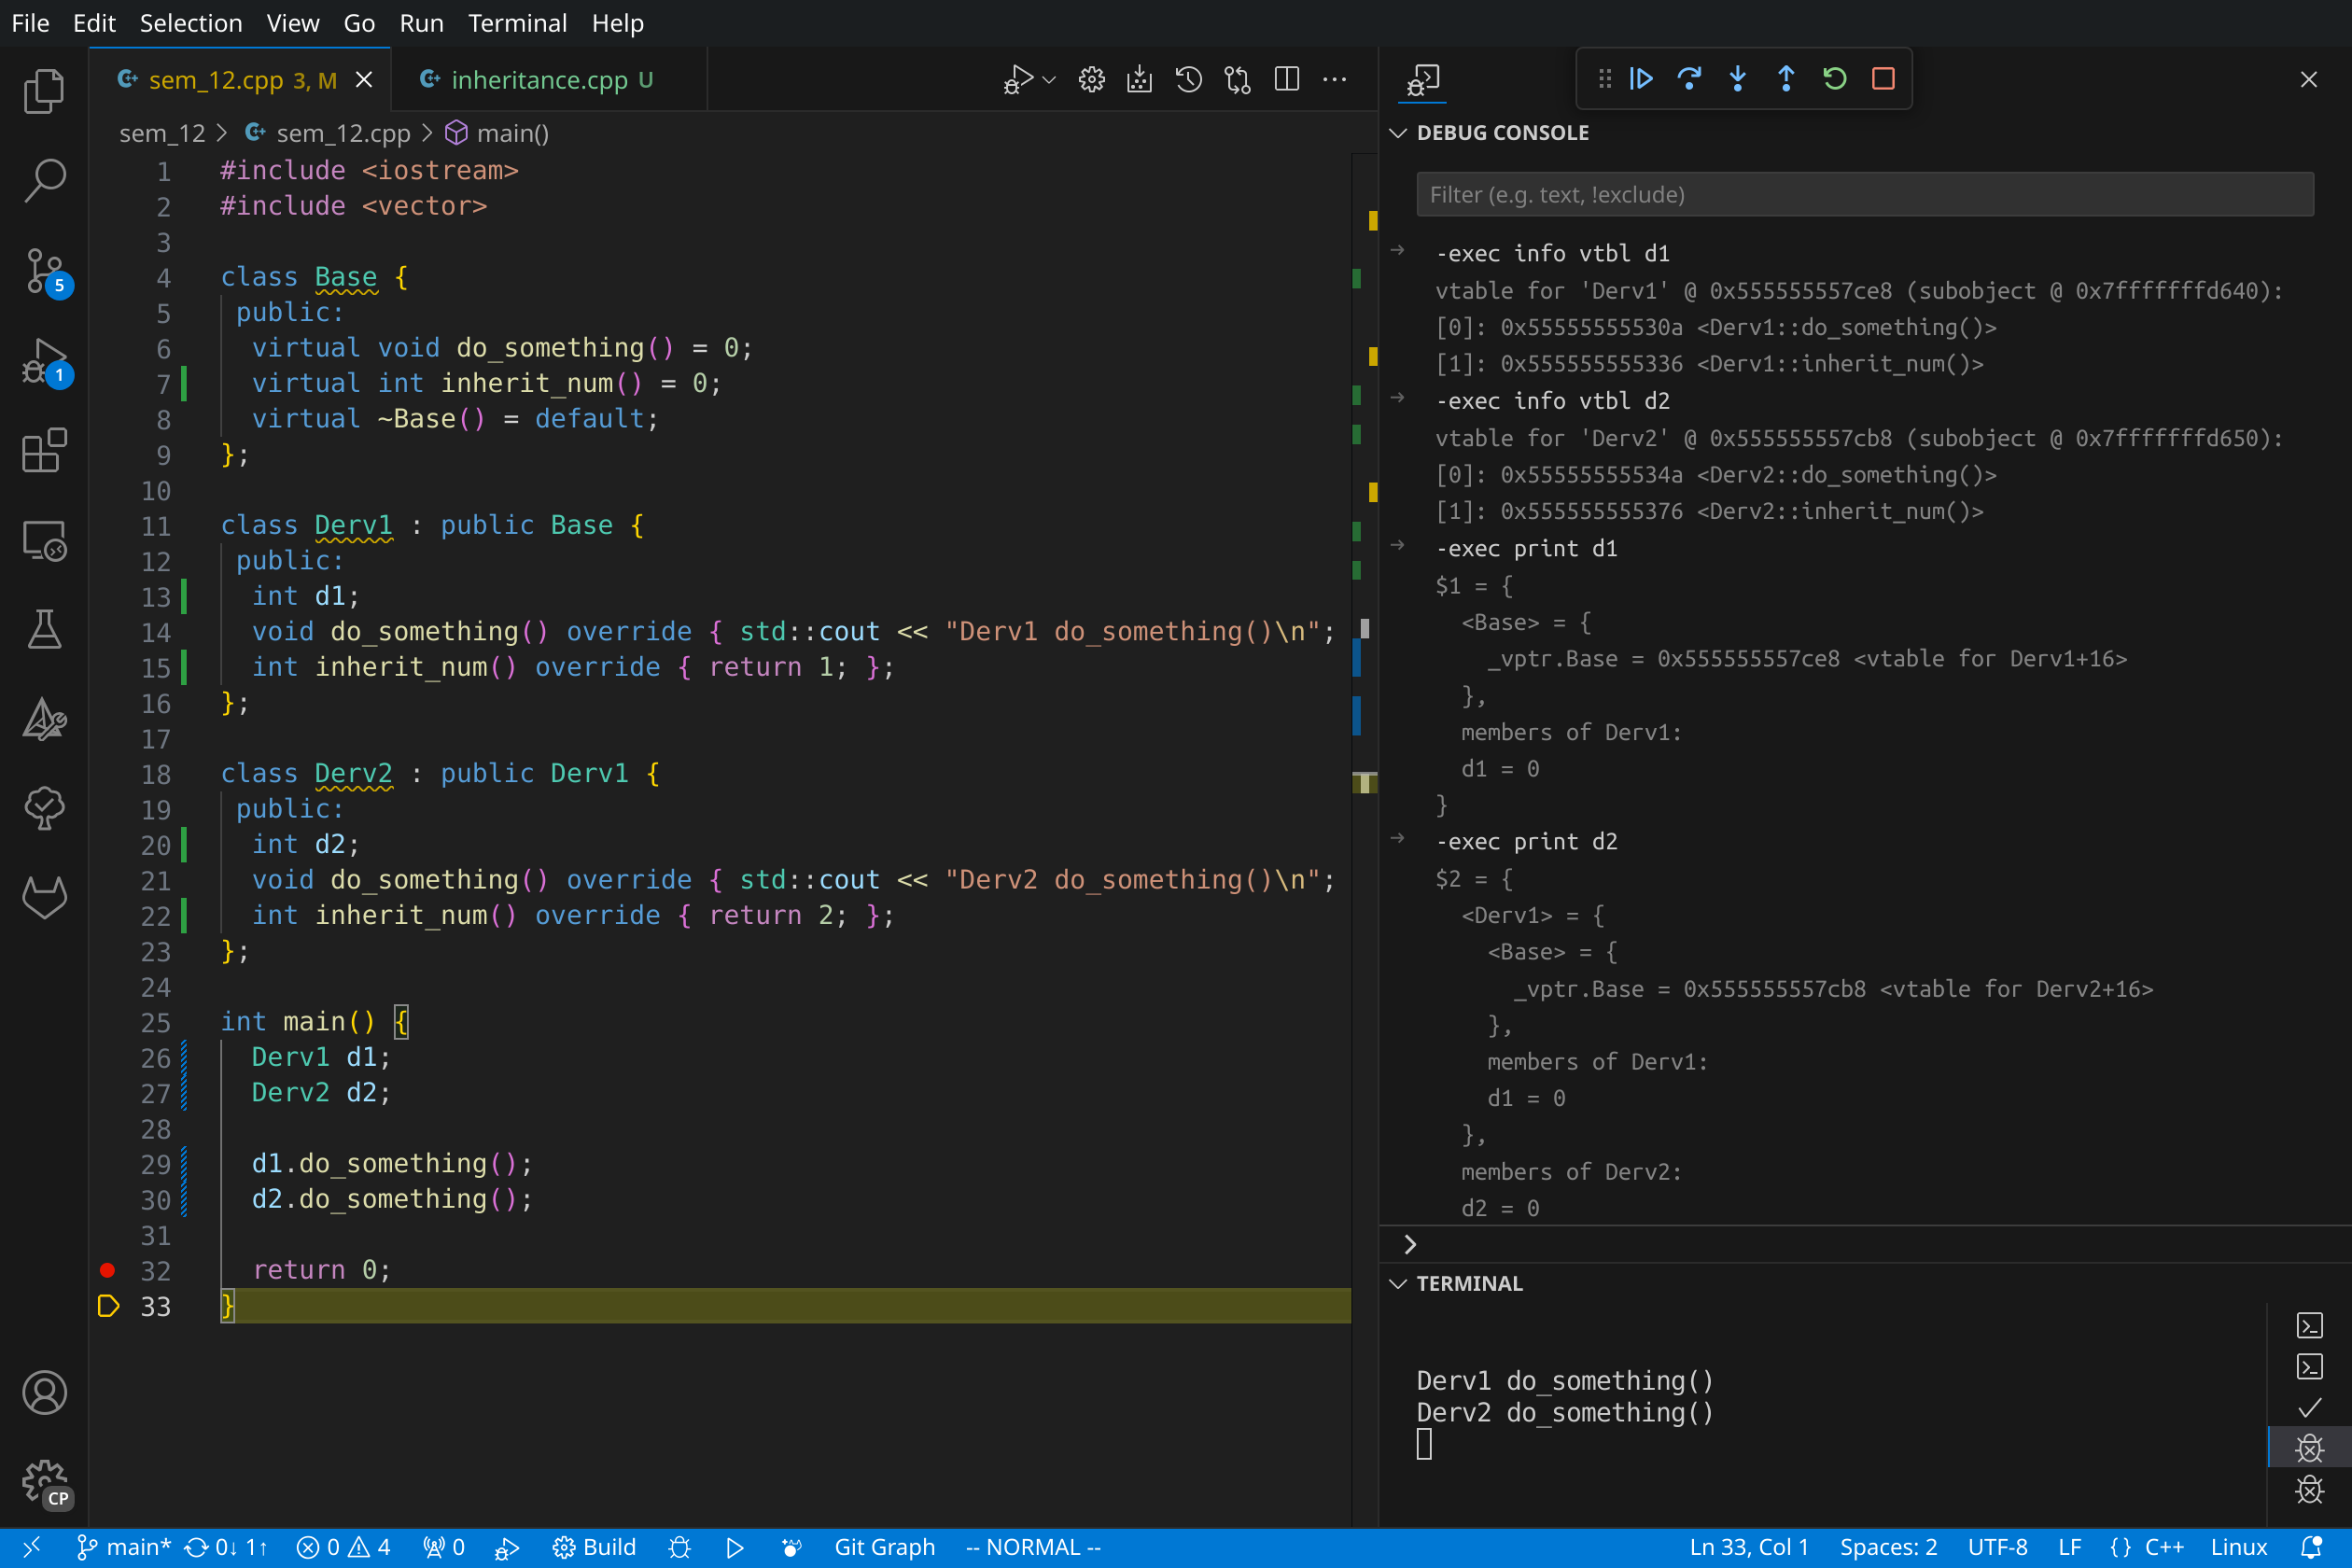 File Edit Selection View Go Run Terminal Help
sem_12.cpp 3, M inheritance.cpp U
sem_12 > sem_12.cpp > main()
1 #include <iostream>
2 #include <vector>
3
4 class Base {
5 public:
6 virtual void do_something() = 0;
7 virtual int inherit_num() = 0;
8 virtual ~Base() = default;
9 };
10
11 class Derv1 : public Base {
12 public:
13 int d1;
14 void do_something() override { std::cout << "Derv1 do_something()\n";
15 int inherit_num() override { return 1; };
16 };
17
18 class Derv2 : public Derv1 {
19 public:
20 int d2;
21 void do_something() override { std::cout << "Derv2 do_something()\n";
22 int inherit_num() override { return 2; };
23 };
24
25 int main() {
26 Derv1 d1;
27 Derv2 d2;
28
29 d1.do_something();
30 d2.do_something();
31
32 return 0;
33 }
5
1
CP
DEBUG CONSOLE
Filter (e.g. text, !exclude)
-exec info vtbl d1
vtable for 'Derv1' @ 0x555555557ce8 (subobject @ 0x7fffffffd640):
[0]: 0x55555555530a <Derv1::do_something()>
[1]: 0x555555555336 <Derv1::inherit_num()>
-exec info vtbl d2
vtable for 'Derv2' @ 0x555555557cb8 (subobject @ 0x7fffffffd650):
[0]: 0x55555555534a <Derv2::do_something()>
[1]: 0x555555555376 <Derv2::inherit_num()>
-exec print d1
$1 = {
<Base> = {
_vptr.Base = 0x555555557ce8 <vtable for Derv1+16>
},
members of Derv1:
d1 = 0
}
-exec print d2
$2 = {
<Derv1> = {
<Base> = {
_vptr.Base = 0x555555557cb8 <vtable for Derv2+16>
},
members of Derv1:
d1 = 0
},
members of Derv2:
d2 = 0
TERMINAL
Derv1 do_something()
Derv2 do_something()
main* 0↓ 1↑ 0 4 0 Build Git Graph -- NORMAL -- Ln 33, Col 1 Spaces: 2 UTF-8 LF {} C++ Linux